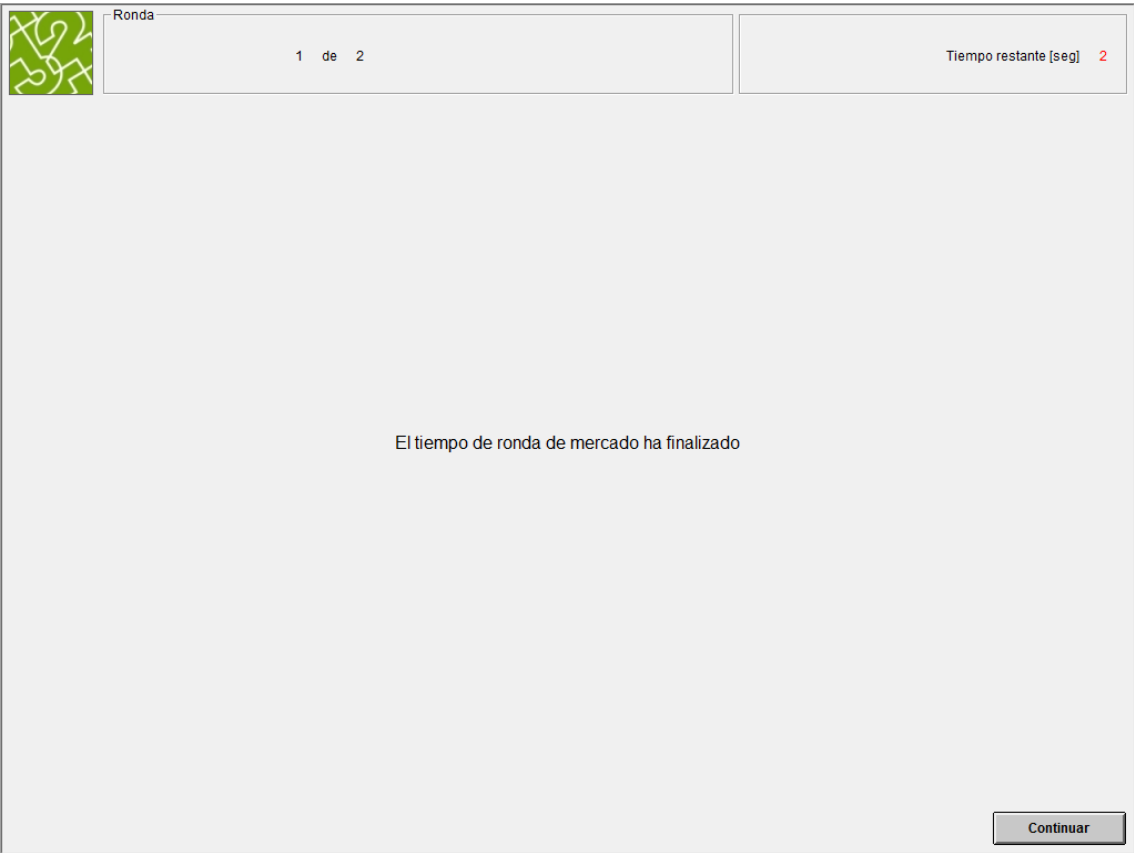 Ronda
1 de 2
Tiempo restante [seg] 2
El tiempo de ronda de mercado ha finalizado
Continuar